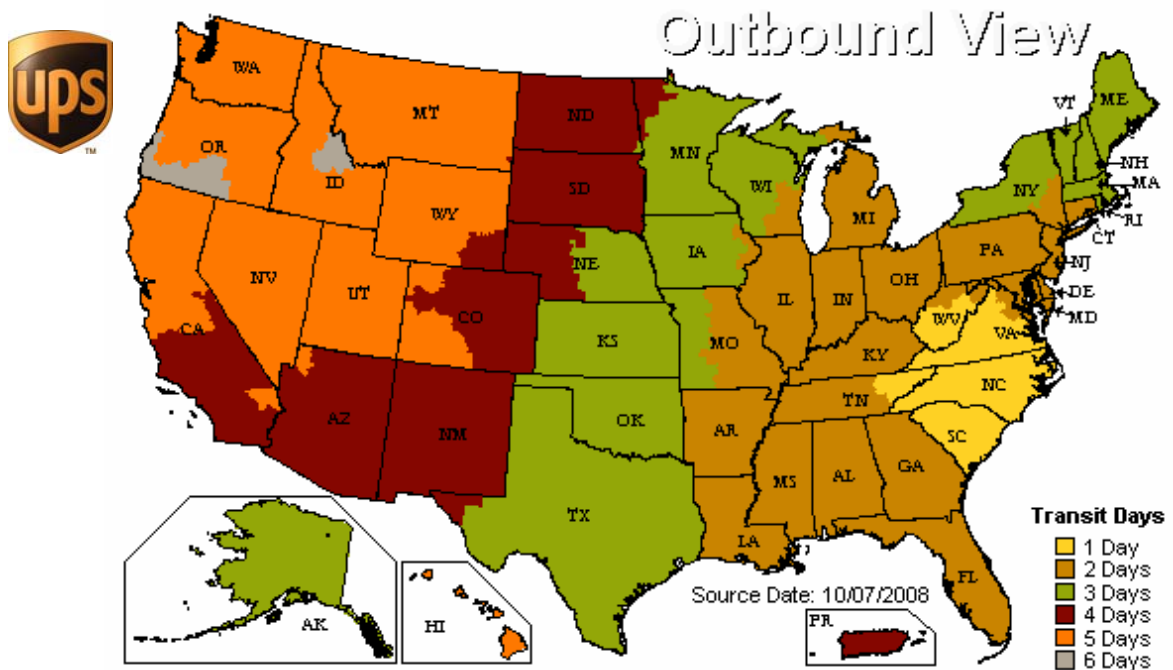 Outbound View
ups
TM
WA
MT
ND
VT
ME
OR
MN
NH
ID
SD
WI
NY
MA
WY
MI
RI
CT
NE
IA
PA
NJ
NV
UT
IL
IN
OH
DE
CO
WV
MD
CA
KS
MO
VA
KY
NC
TN
AZ
OK
AR
SC
NM
GA
MS
AL
TX
LA
FL
Transit Days
1 Day
2 Days
3 Days
4 Days
5 Days
6 Days
Source Date: 10/07/2008
AK
HI
PR